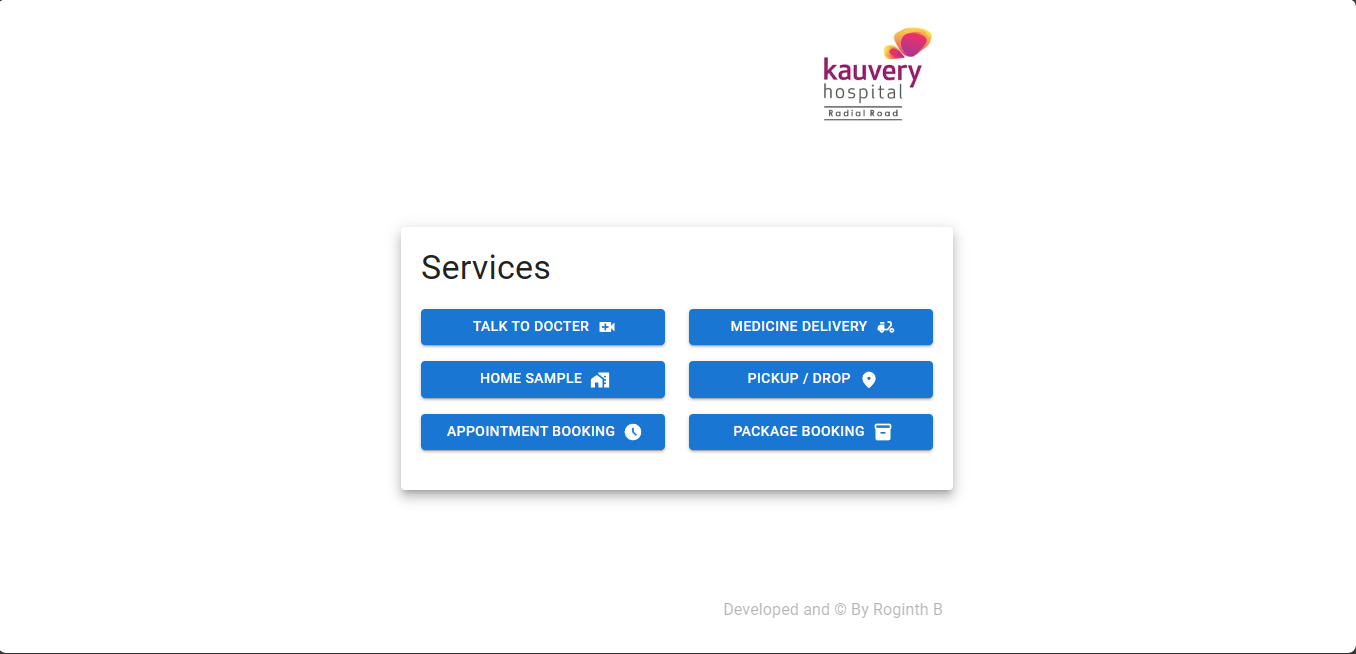 kauvery
hospital
Radial Road
Services
TALK TO DOCTER
MEDICINE DELIVERY
HOME SAMPLE
PICKUP / DROP
APPOINTMENT BOOKING
PACKAGE BOOKING
Developed and © By Roginth B